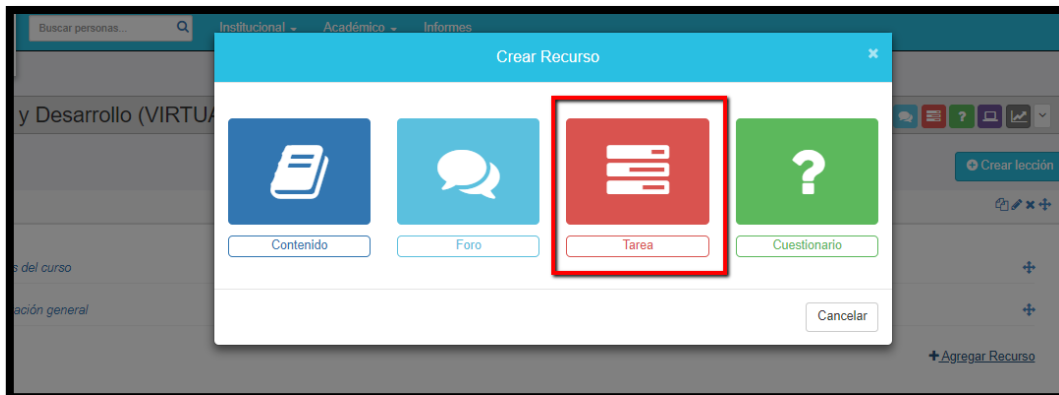 Buscar personas...
Institucional
Académico
Informes
Crear Recurso
y Desarrollo (VIRTUA
Crear lección
Contenido
Foro
Tarea
Cuestionario
s del curso
ación general
Cancelar
Agregar Recurso